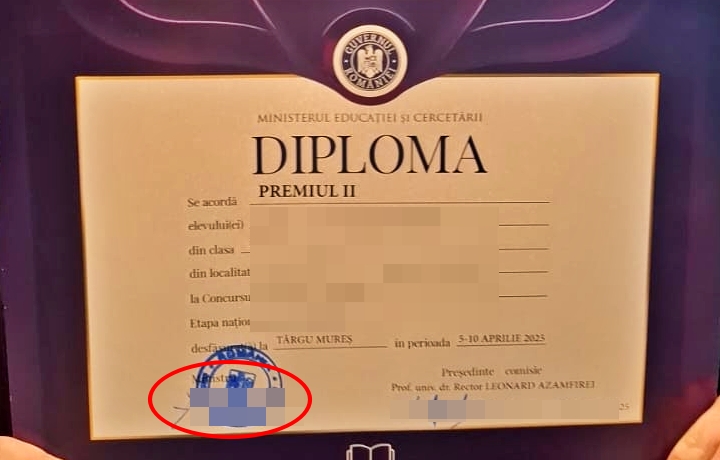 GUVERNUL ROMÂNIEI
MINISTERUL EDUCAȚIEI ȘI CERCETĂRII
DIPLOMA
PREMIUL II
Se acordă
elevului(ei)
din clasa
din localitat
la Concursu
Etapa națion
desfășurat(ă) la TÂRGU MUREȘ în perioada 5-10 APRILIE 2025
Președinte comisie
Prof. univ. dr. Rector LEONARD AZAMFIREI
25